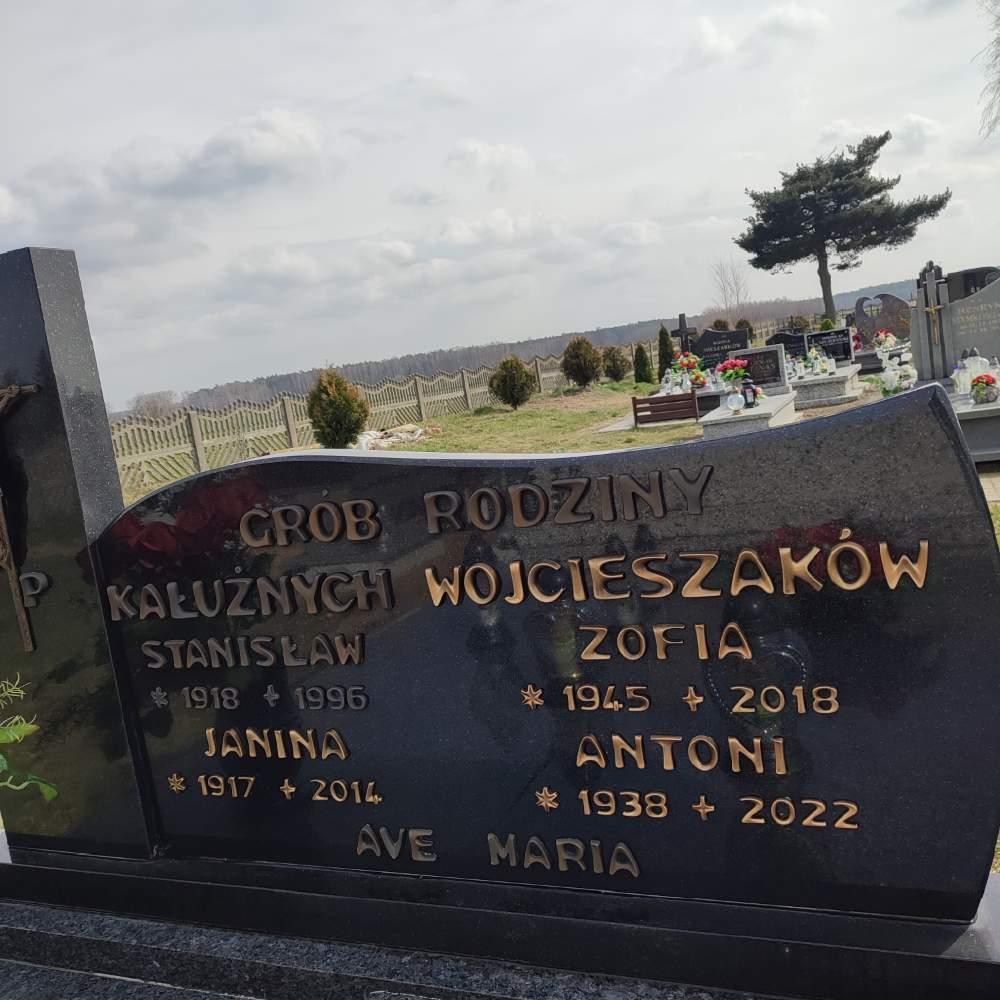 P
GRÓB RODZINY
KAŁUŻNYCH WOJCIESZAKÓW
STANISŁAW
* 1918 + 1996
JANINA
* 1917 + 2014
ZOFIA
* 1945 + 2018
ANTONI
* 1938 + 2022
AVE MARIA